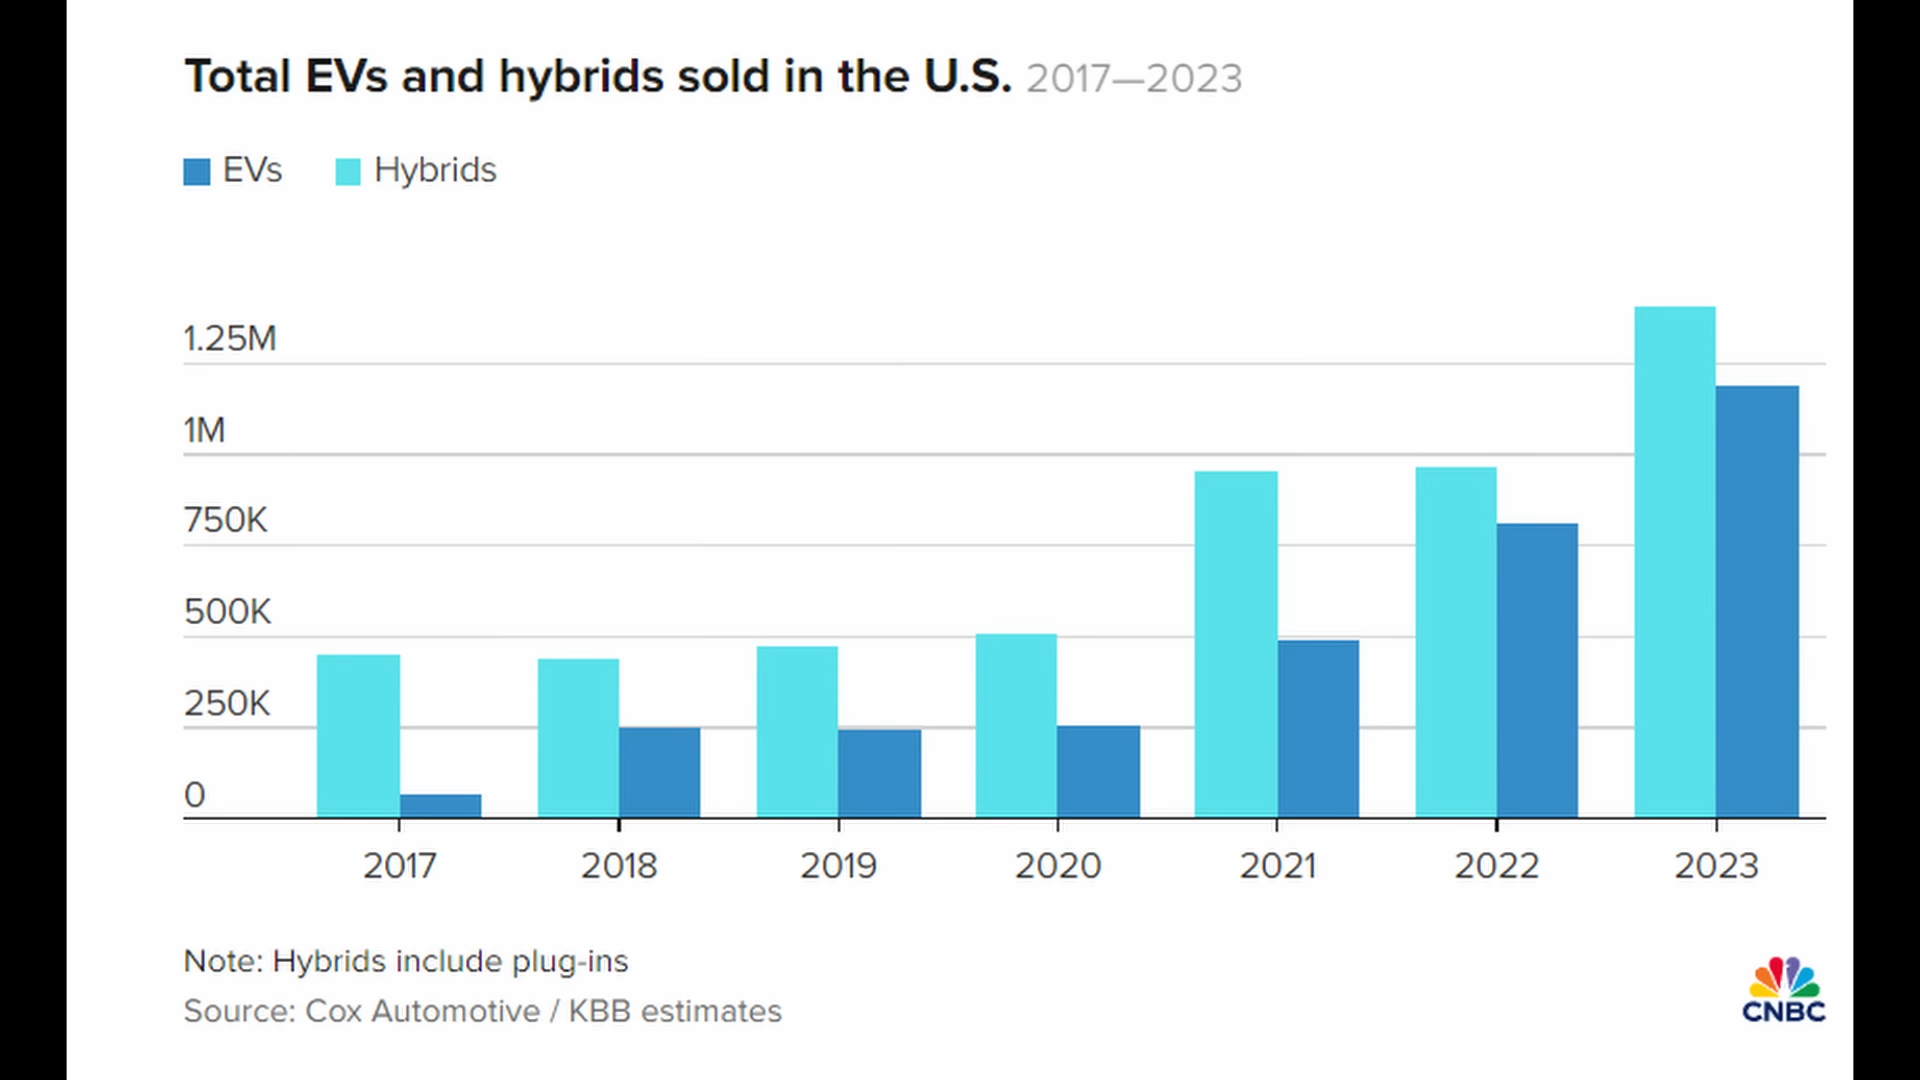 Total EVs and hybrids sold in the U.S. 2017—2023
EVs Hybrids
1.25M
1M
750K
500K
250K
0
2017 2018 2019 2020 2021 2022 2023
Note: Hybrids include plug-ins
Source: Cox Automotive / KBB estimates
CNBC